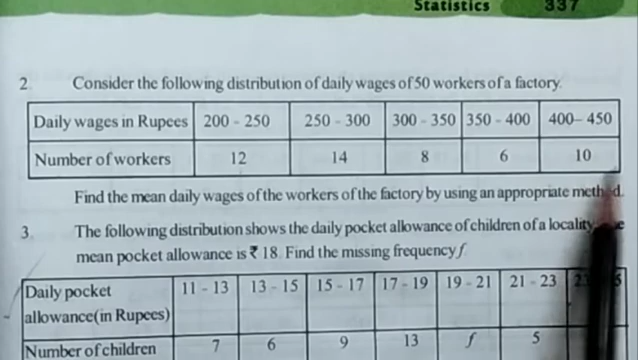 Statistics 337
2. Consider the following distribution of daily wages of 50 workers of a factory.
Daily wages in Rupees 200 - 250 250 - 300 300 - 350 350 - 400 400- 450
Number of workers 12 14 8 6 10
Find the mean daily wages of the workers of the factory by using an appropriate method.
3. The following distribution shows the daily pocket allowance of children of a locality.
mean pocket allowance is ₹ 18. Find the missing frequency f.
Daily pocket 11 - 13 13 - 15 15 - 17 17 - 19 19 - 21 21 - 23
allowance(in Rupees)
Number of children 7 6 9 13 f 5